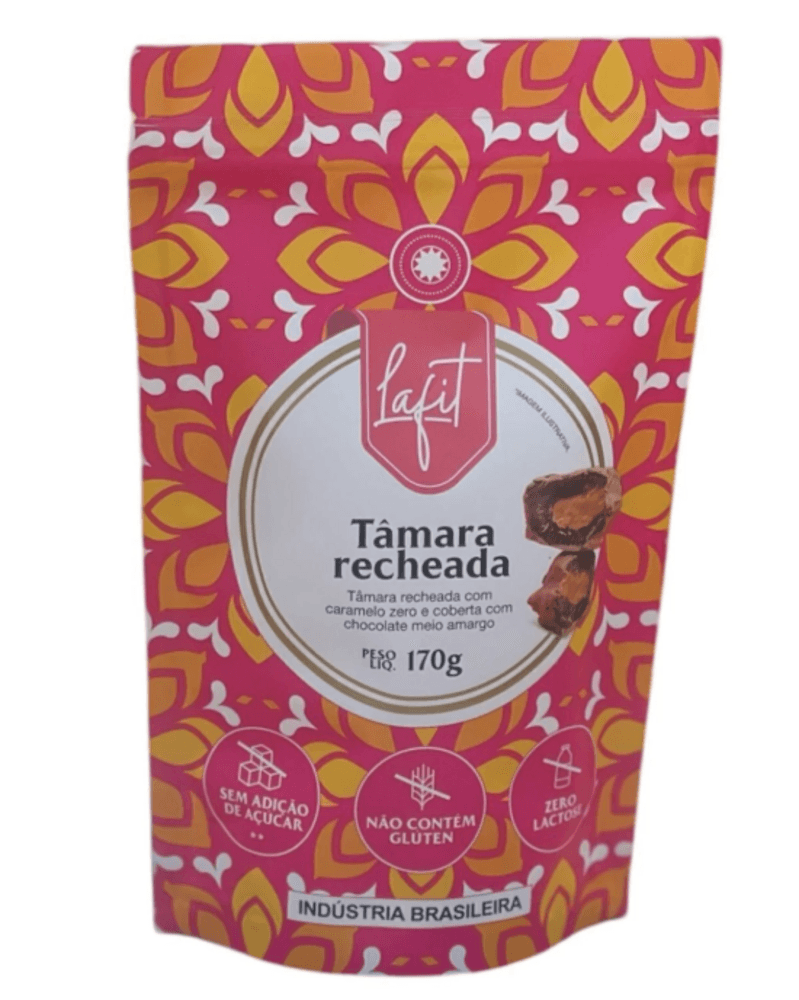 Lafit
*IMAGEM ILUSTRATIVA
Tâmara
recheada
Tâmara recheada com
caramelo zero e coberta com
chocolate meio amargo
PESO
LÍQ. 170g
SEM ADIÇÃO
DE AÇÚCAR
**
NÃO CONTÉM
GLÚTEN
ZERO
LACTOSE
INDÚSTRIA BRASILEIRA